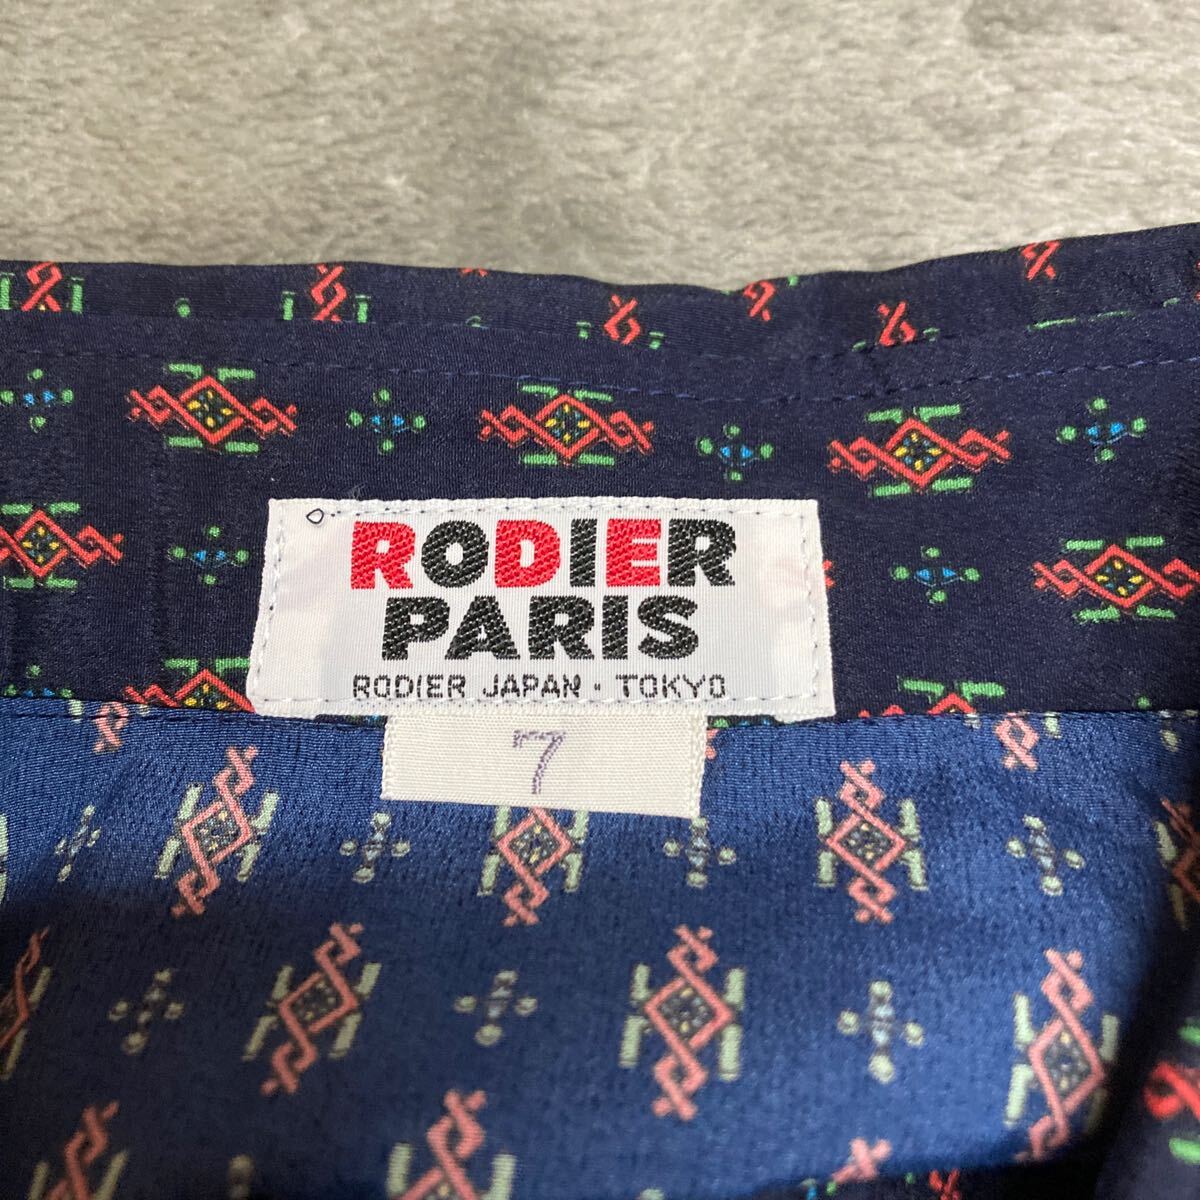 RODIER
PARIS
RODIER JAPAN · TOKYO
7